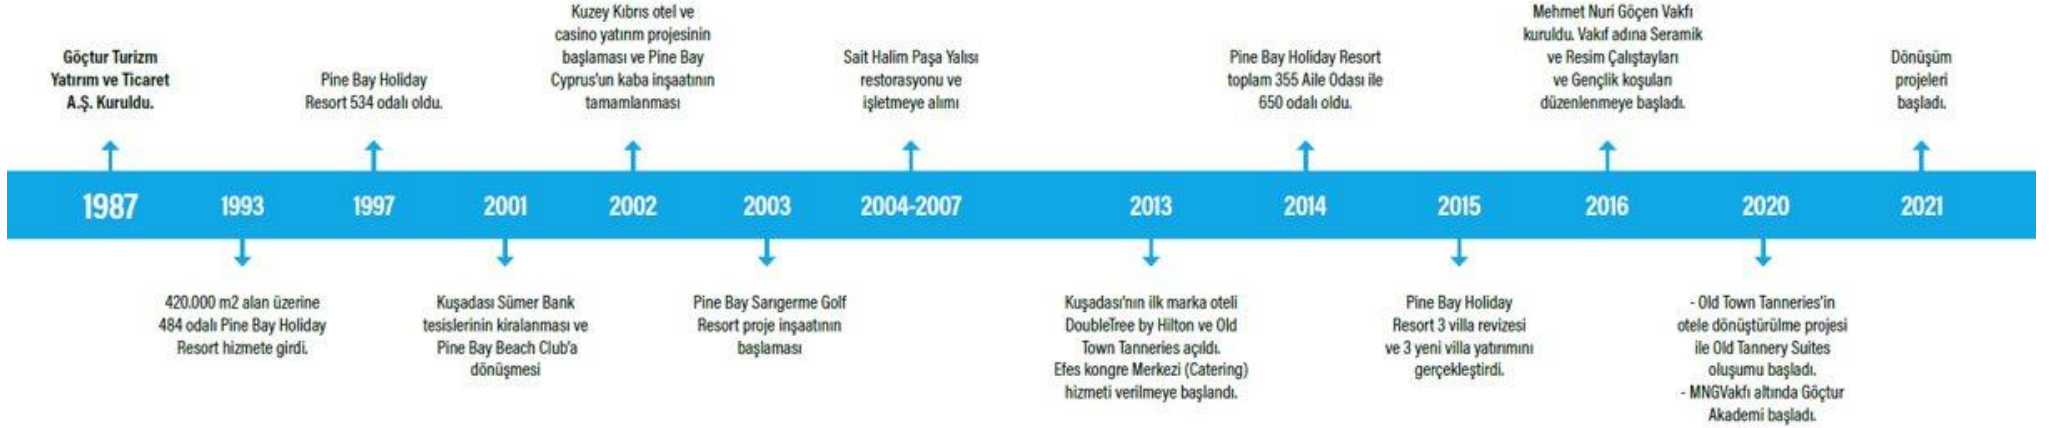 Göçtur Turizm
Yatırım ve Ticaret
A.Ş. Kuruldu.
Pine Bay Holiday
Resort 534 odalı oldu.
Kuzey Kıbrıs otel ve
casino yatırım projesinin
başlaması ve Pine Bay
Cyprus'un kaba inşaatının
tamamlanması
Sait Halim Paşa Yalısı
restorasyonu ve
işletmeye alımı
Pine Bay Holiday Resort
toplam 355 Aile Odası ile
650 odalı oldu.
Mehmet Nuri Göçen Vakfı
kuruldu. Vakıf adına Seramik
ve Resim Çalıştayları
ve Gençlik koşuları
düzenlenmeye başladı.
Dönüşüm
projeleri
başladı.
1987
1993
1997
2001
2002
2003
2004-2007
2013
2014
2015
2016
2020
2021
420.000 m2 alan üzerine
484 odalı Pine Bay Holiday
Resort hizmete girdi.
Kuşadası Sümer Bank
tesislerinin kiralanması ve
Pine Bay Beach Club'a
dönüşmesi
Pine Bay Sarıgerme Golf
Resort proje inşaatının
başlaması
Kuşadası'nın ilk marka oteli
DoubleTree by Hilton ve Old
Town Tanneries açıldı.
Efes kongre Merkezi (Catering)
hizmeti verilmeye başlandı.
Pine Bay Holiday
Resort 3 villa revizesi
ve 3 yeni villa yatırımını
gerçekleştirdi.
- Old Town Tanneries'in
otele dönüştürülme projesi
ile Old Tannery Suites
oluşumu başladı.
- MNGVakfı altında Göçtur
Akademi başladı.